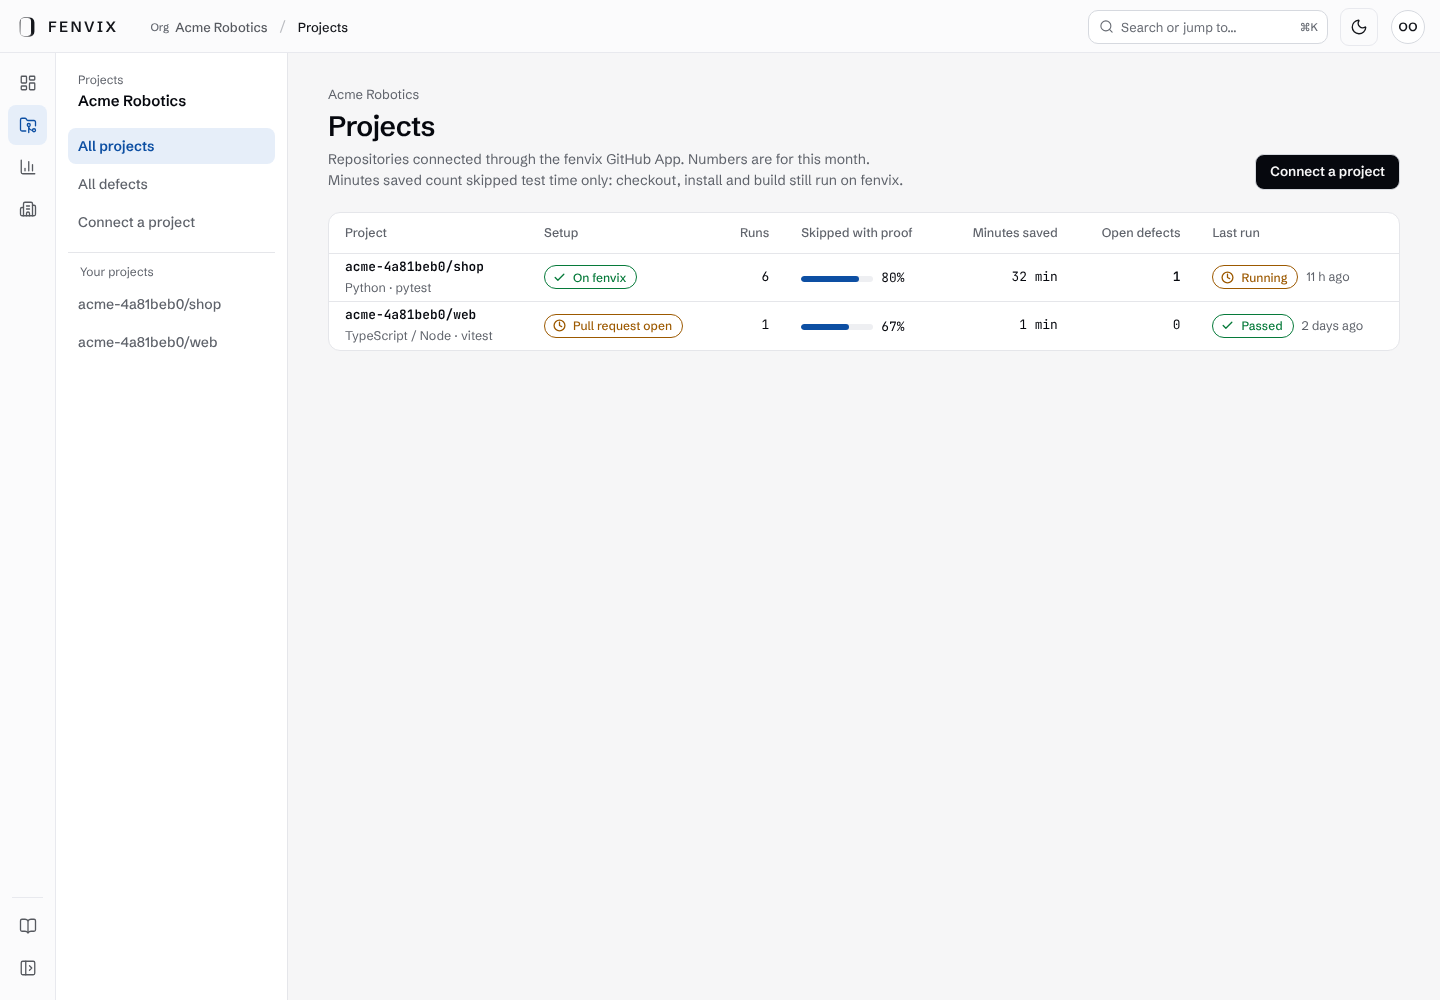 FENVIX
Org Acme Robotics / Projects
Search or jump to... ⌘K
OO
Projects
Acme Robotics
All projects
All defects
Connect a project
Your projects
acme-4a81beb0/shop
acme-4a81beb0/web
Acme Robotics
Projects
Repositories connected through the fenvix GitHub App. Numbers are for this month.
Minutes saved count skipped test time only: checkout, install and build still run on fenvix.
Connect a project
Project Setup Runs Skipped with proof Minutes saved Open defects Last run
acme-4a81beb0/shop
Python · pytest
On fenvix 6 80% 32 min 1 Running 11 h ago
acme-4a81beb0/web
TypeScript / Node · vitest
Pull request open 1 67% 1 min 0 Passed 2 days ago